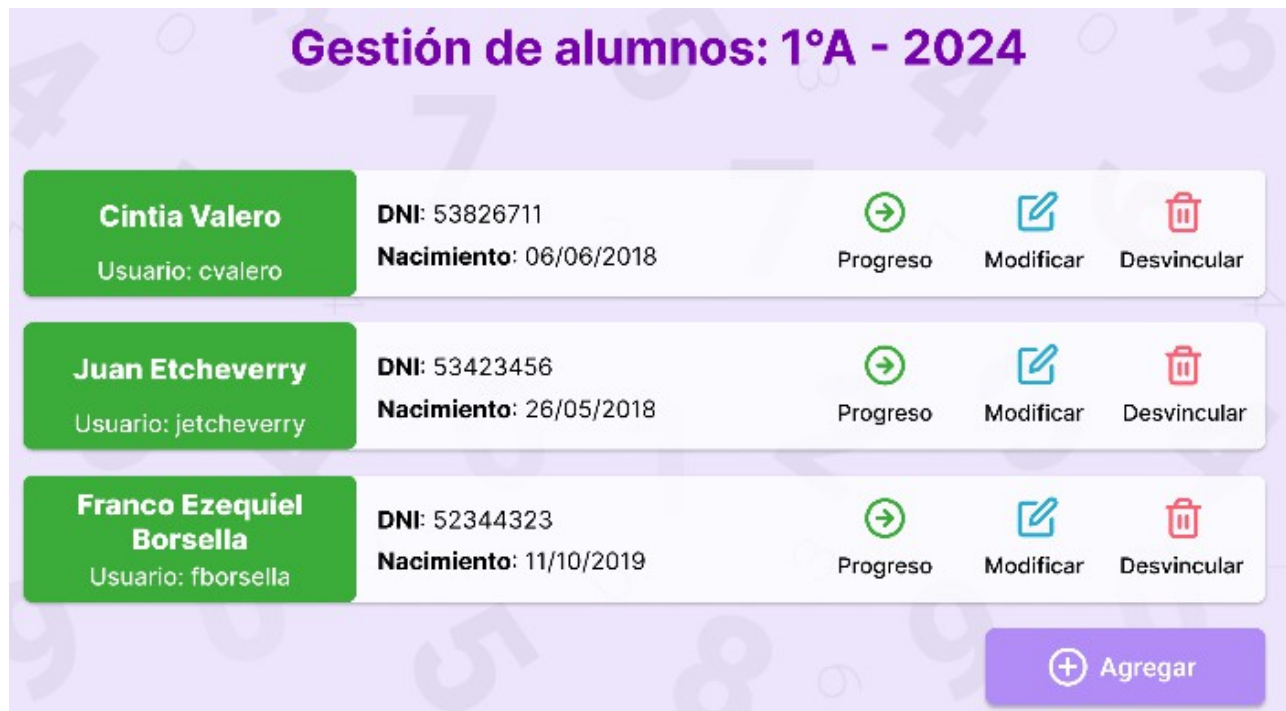 Gestión de alumnos: 1°A - 2024
Cintia Valero
Usuario: cvalero
DNI: 53826711
Nacimiento: 06/06/2018
Progreso
Modificar
Desvincular
Juan Etcheverry
Usuario: jetcheverry
DNI: 53423456
Nacimiento: 26/05/2018
Progreso
Modificar
Desvincular
Franco Ezequiel
Borsella
Usuario: fborsella
DNI: 52344323
Nacimiento: 11/10/2019
Progreso
Modificar
Desvincular
Agregar